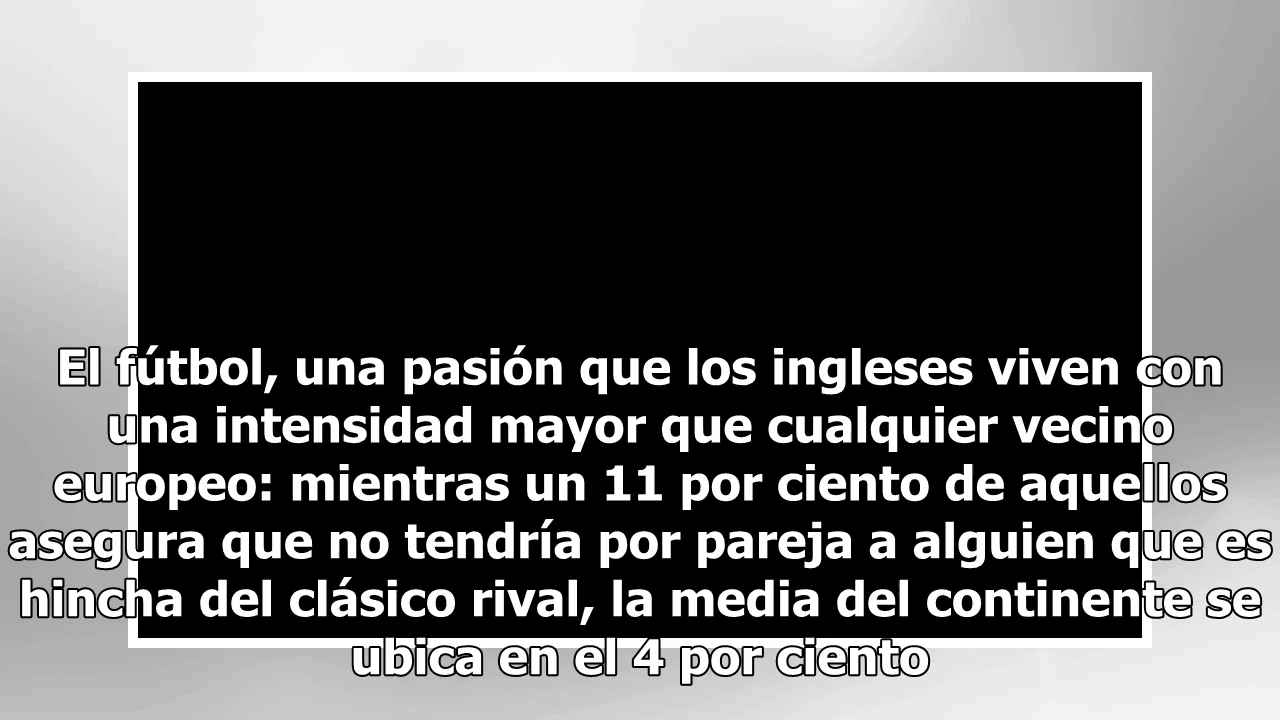 El fútbol, una pasión que los ingleses viven con
una intensidad mayor que cualquier vecino
europeo: mientras un 11 por ciento de aquellos
asegura que no tendría por pareja a alguien que es
hincha del clásico rival, la media del continente se
ubica en el 4 por ciento